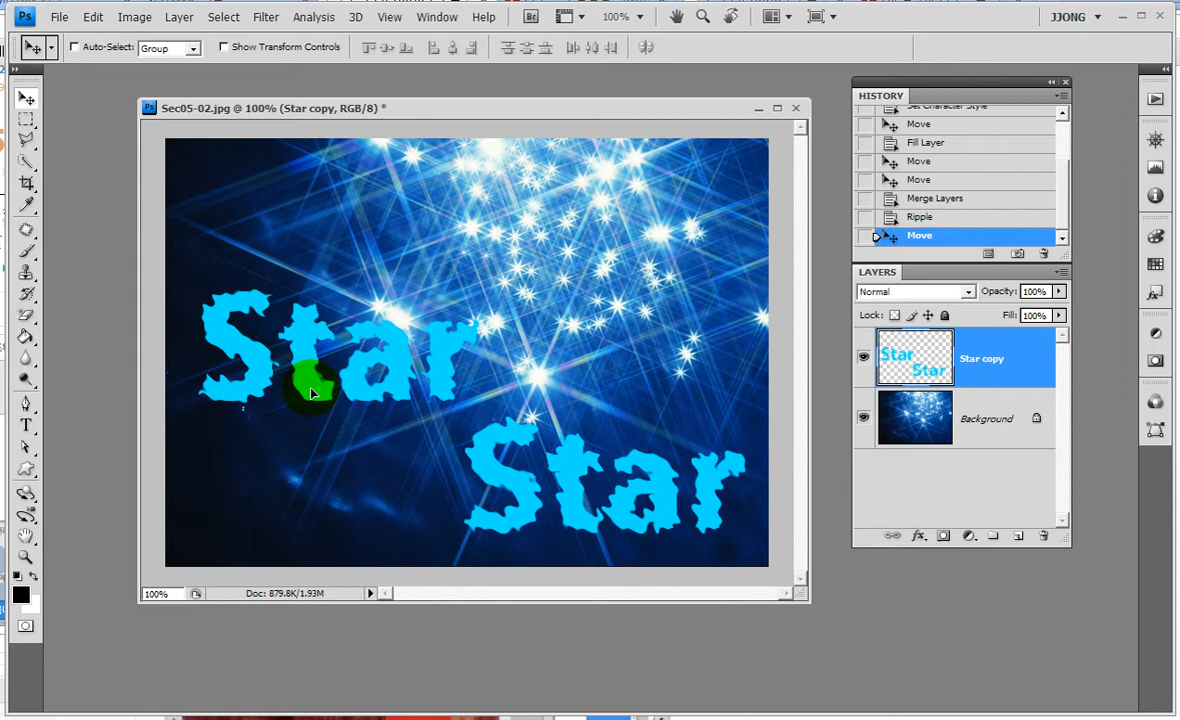 Ps File Edit Image Layer Select Filter Analysis 3D View Window Help Br 100% JJONG
Auto-Select: Group Show Transform Controls
Sec05-02.jpg @ 100% (Star copy, RGB/8) *
HISTORY
Set Character Style
Move
Fill Layer
Move
Move
Merge Layers
Ripple
Move
LAYERS
Normal Opacity: 100%
Lock: Fill: 100%
Star copy
Background
Star
Star
100% Doc: 879.8K/1.93M